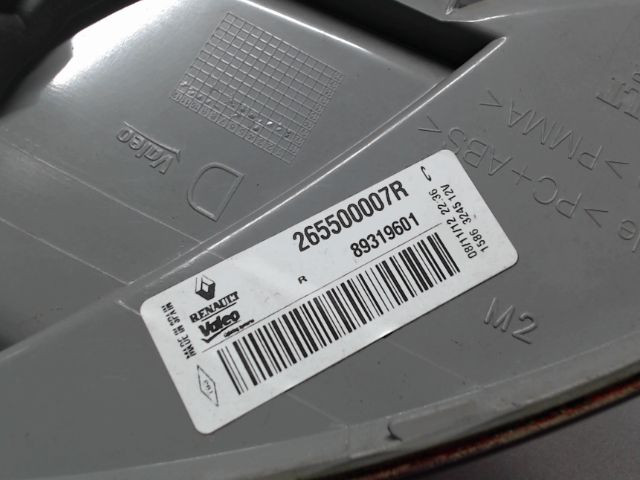 D Valeo
>PC+ABS<
>PMMA<
265500007R
R 89319601
08/11/12 22:36
1586 3245 12V
RENAULT
Valeo
MADE IN SPAIN
M2